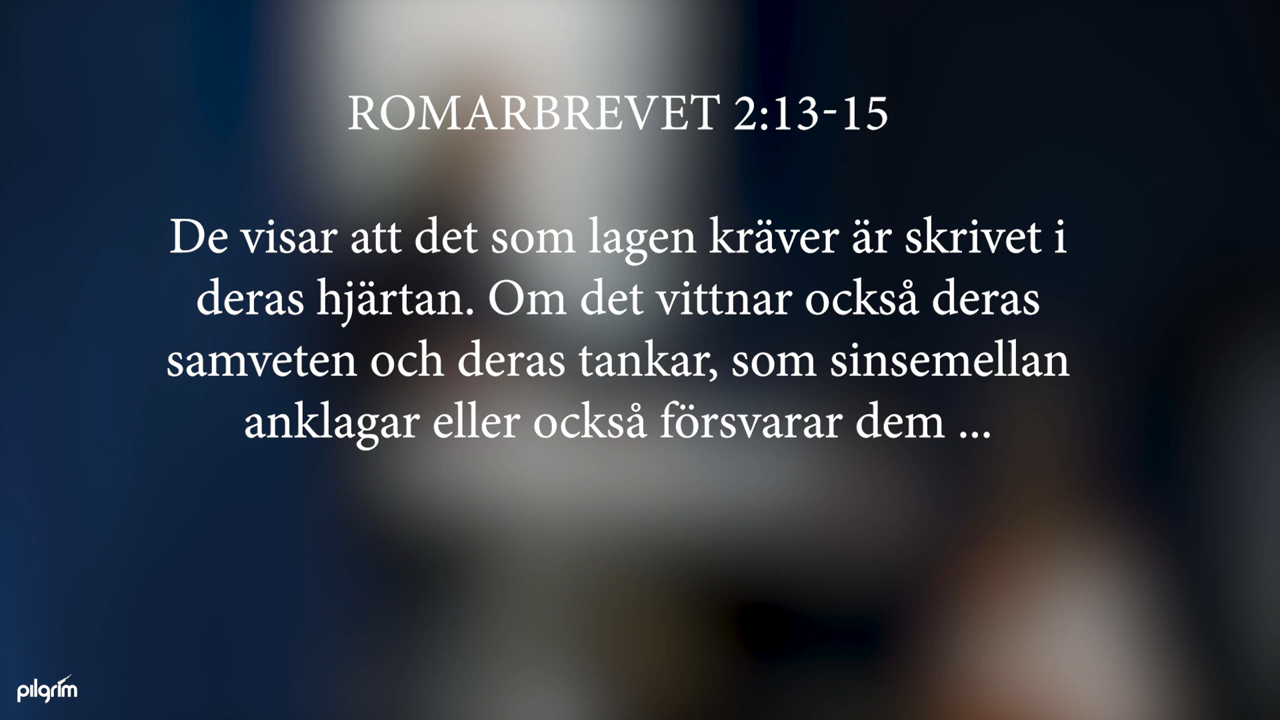 ROMARBREVET 2:13-15
De visar att det som lagen kräver är skrivet i
deras hjärtan. Om det vittnar också deras
samveten och deras tankar, som sinsemellan
anklagar eller också försvarar dem ...
pilgrim